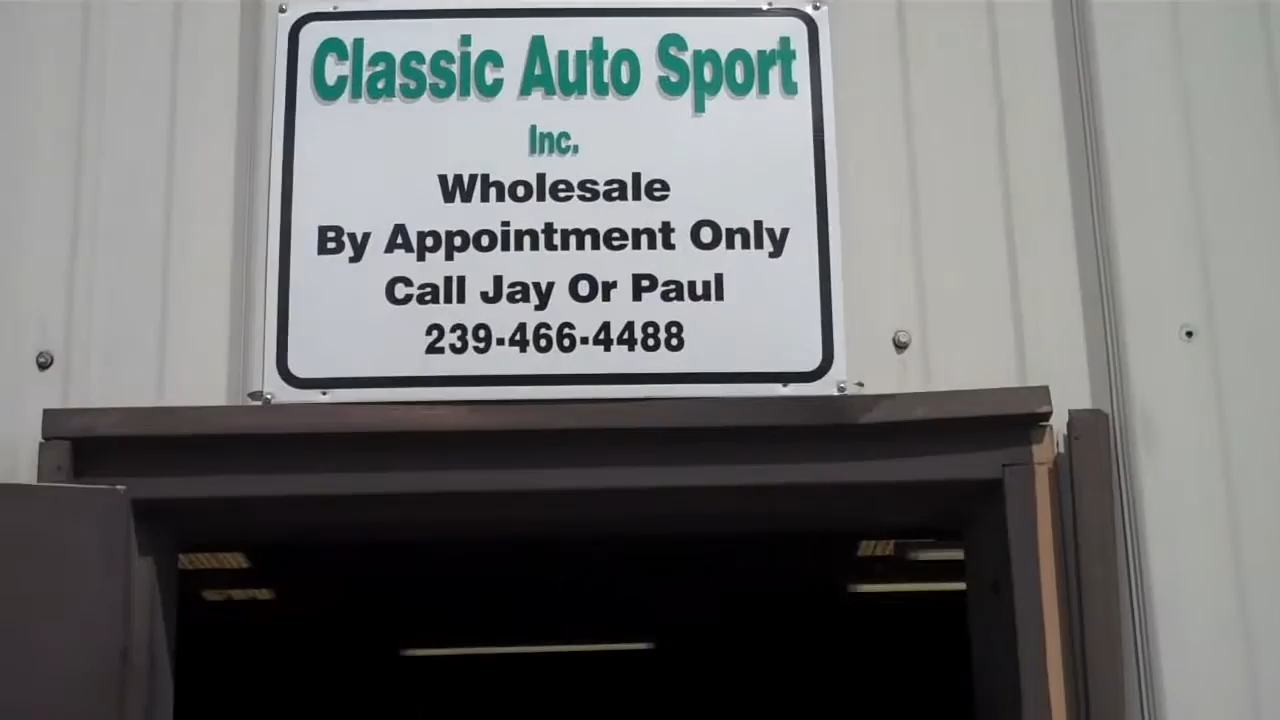 Classic Auto Sport
Inc.
Wholesale
By Appointment Only
Call Jay Or Paul
239-466-4488